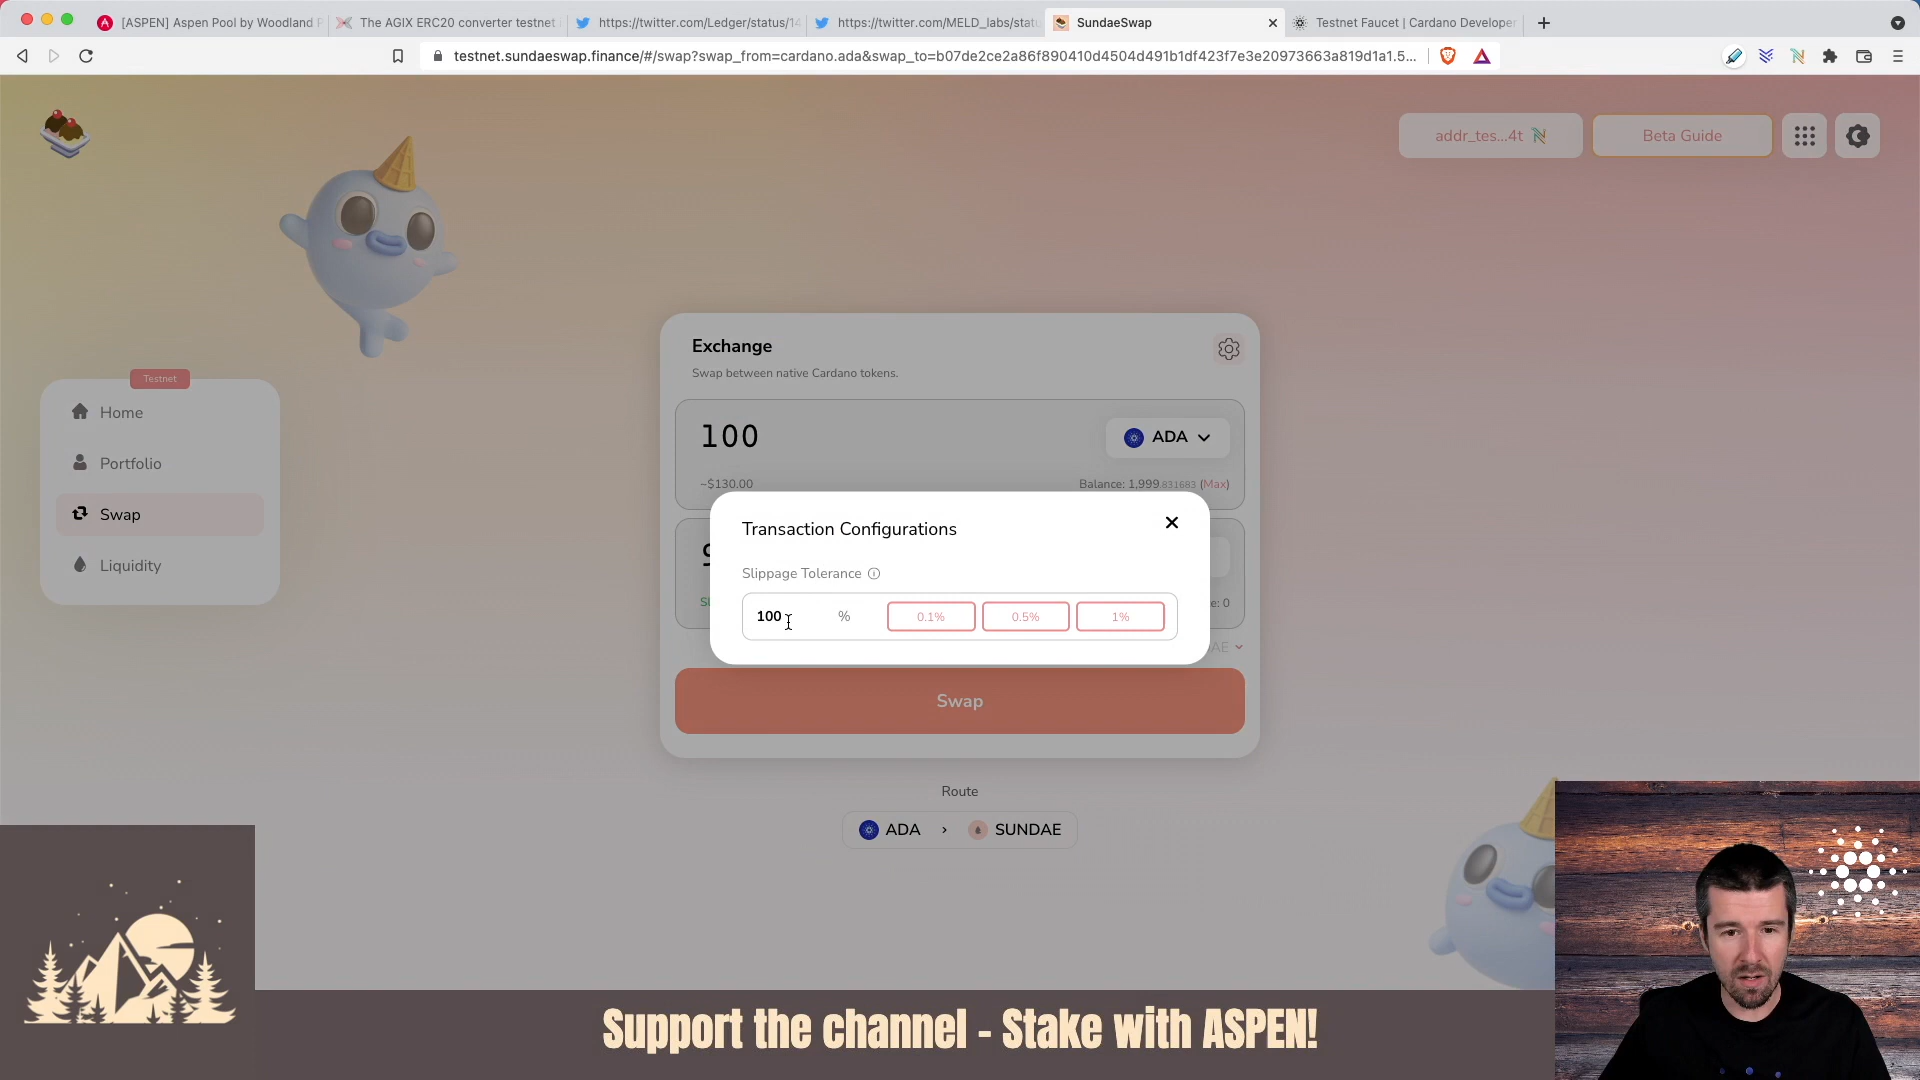 [ASPEN] Aspen Pool by Woodland P
The AGIX ERC20 converter testnet i
https://twitter.com/Ledger/status/14
https://twitter.com/MELD_labs/statu
SundaeSwap
Testnet Faucet | Cardano Developer
testnet.sundaeswap.finance/#/swap?swap_from=cardano.ada&swap_to=b07de2ce2a86f890410d4504d491b1df423f7e3e20973663a819d1a1.5...
addr_tes...4t
Beta Guide
Testnet
Home
Portfolio
Swap
Liquidity
Exchange
Swap between native Cardano tokens.
100
ADA
~$130.00
Balance: 1,999.831683 (Max)
Transaction Configurations
Slippage Tolerance
100 %
0.1%
0.5%
1%
e: 0
Swap
Route
ADA > SUNDAE
Support the channel - Stake with ASPEN!